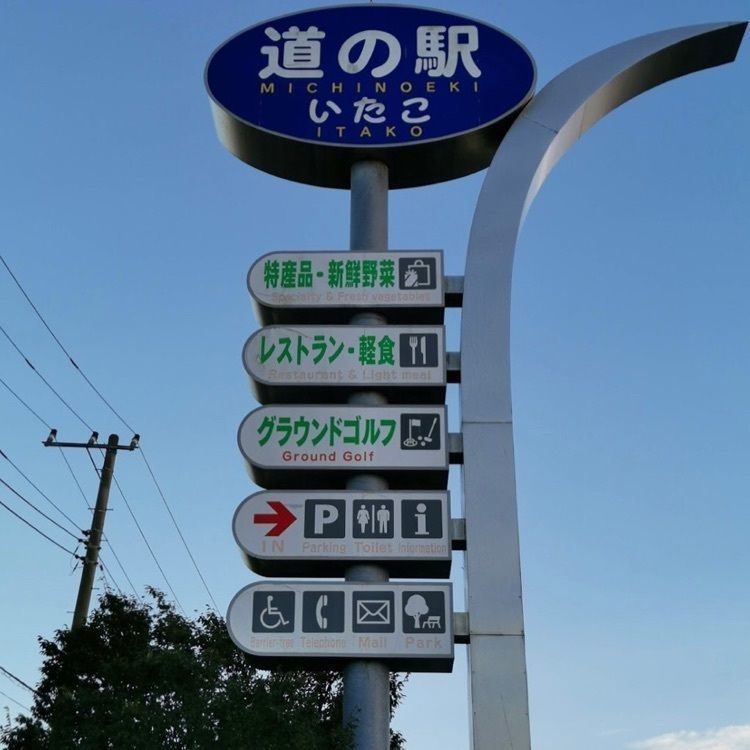 道の駅
MICHINOEKI
いたこ
ITAKO
特産品・新鮮野菜
Specialty & Fresh vegetables
レストラン・軽食
Restaurant & Light meal
グラウンドゴルフ
Ground Golf
P
IN Parking Toilet Information
Barrier-free Telephone Mail Park